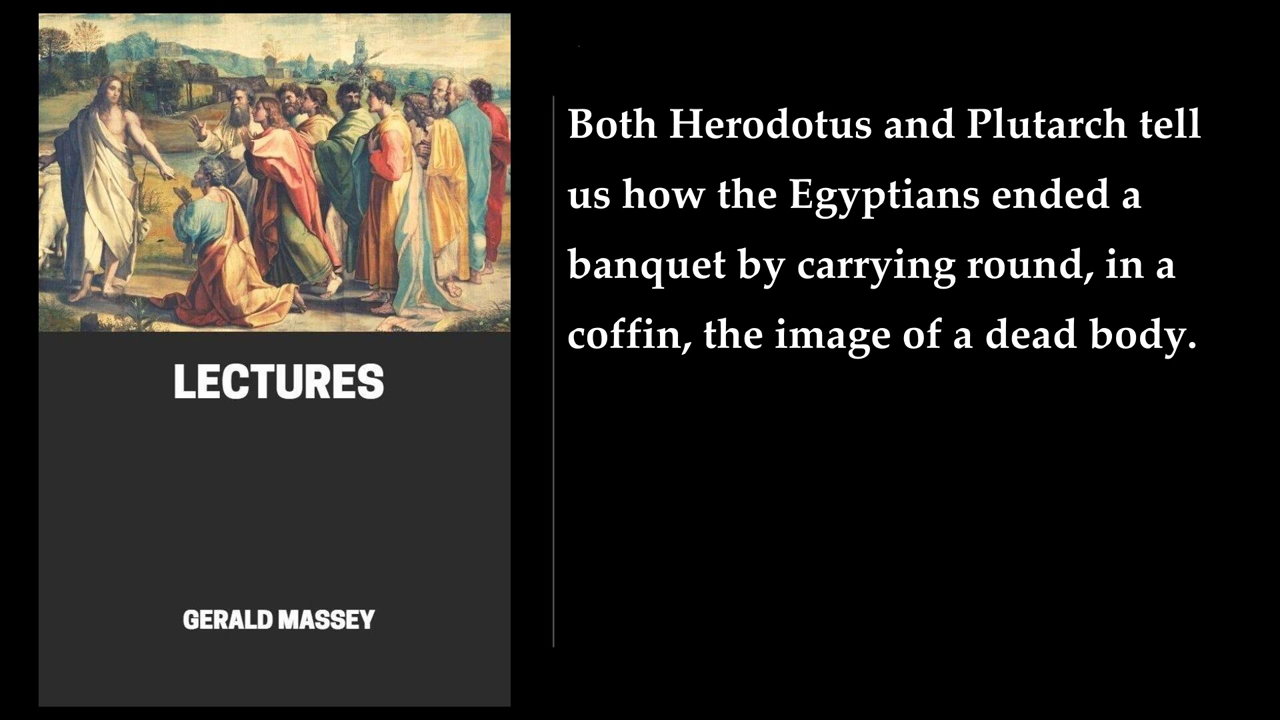 LECTURES
GERALD MASSEY
Both Herodotus and Plutarch tell
us how the Egyptians ended a
banquet by carrying round, in a
coffin, the image of a dead body.